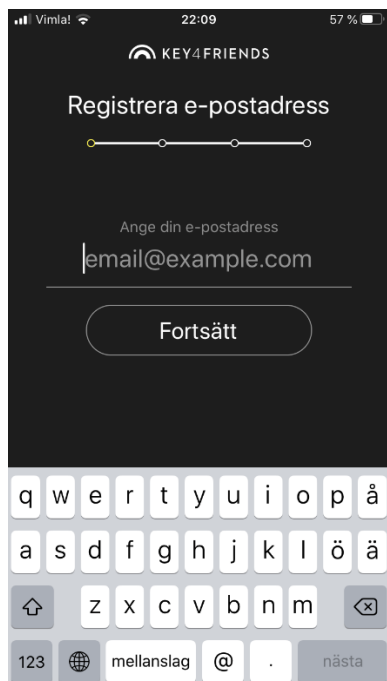 Vimla! 22:09 57 %
KEY4FRIENDS
Registrera e-postadress
Ange din e-postadress
email@example.com
Fortsätt
q w e r t y u i o p å
a s d f g h j k l ö ä
z x c v b n m
123 mellanslag @ . nästa